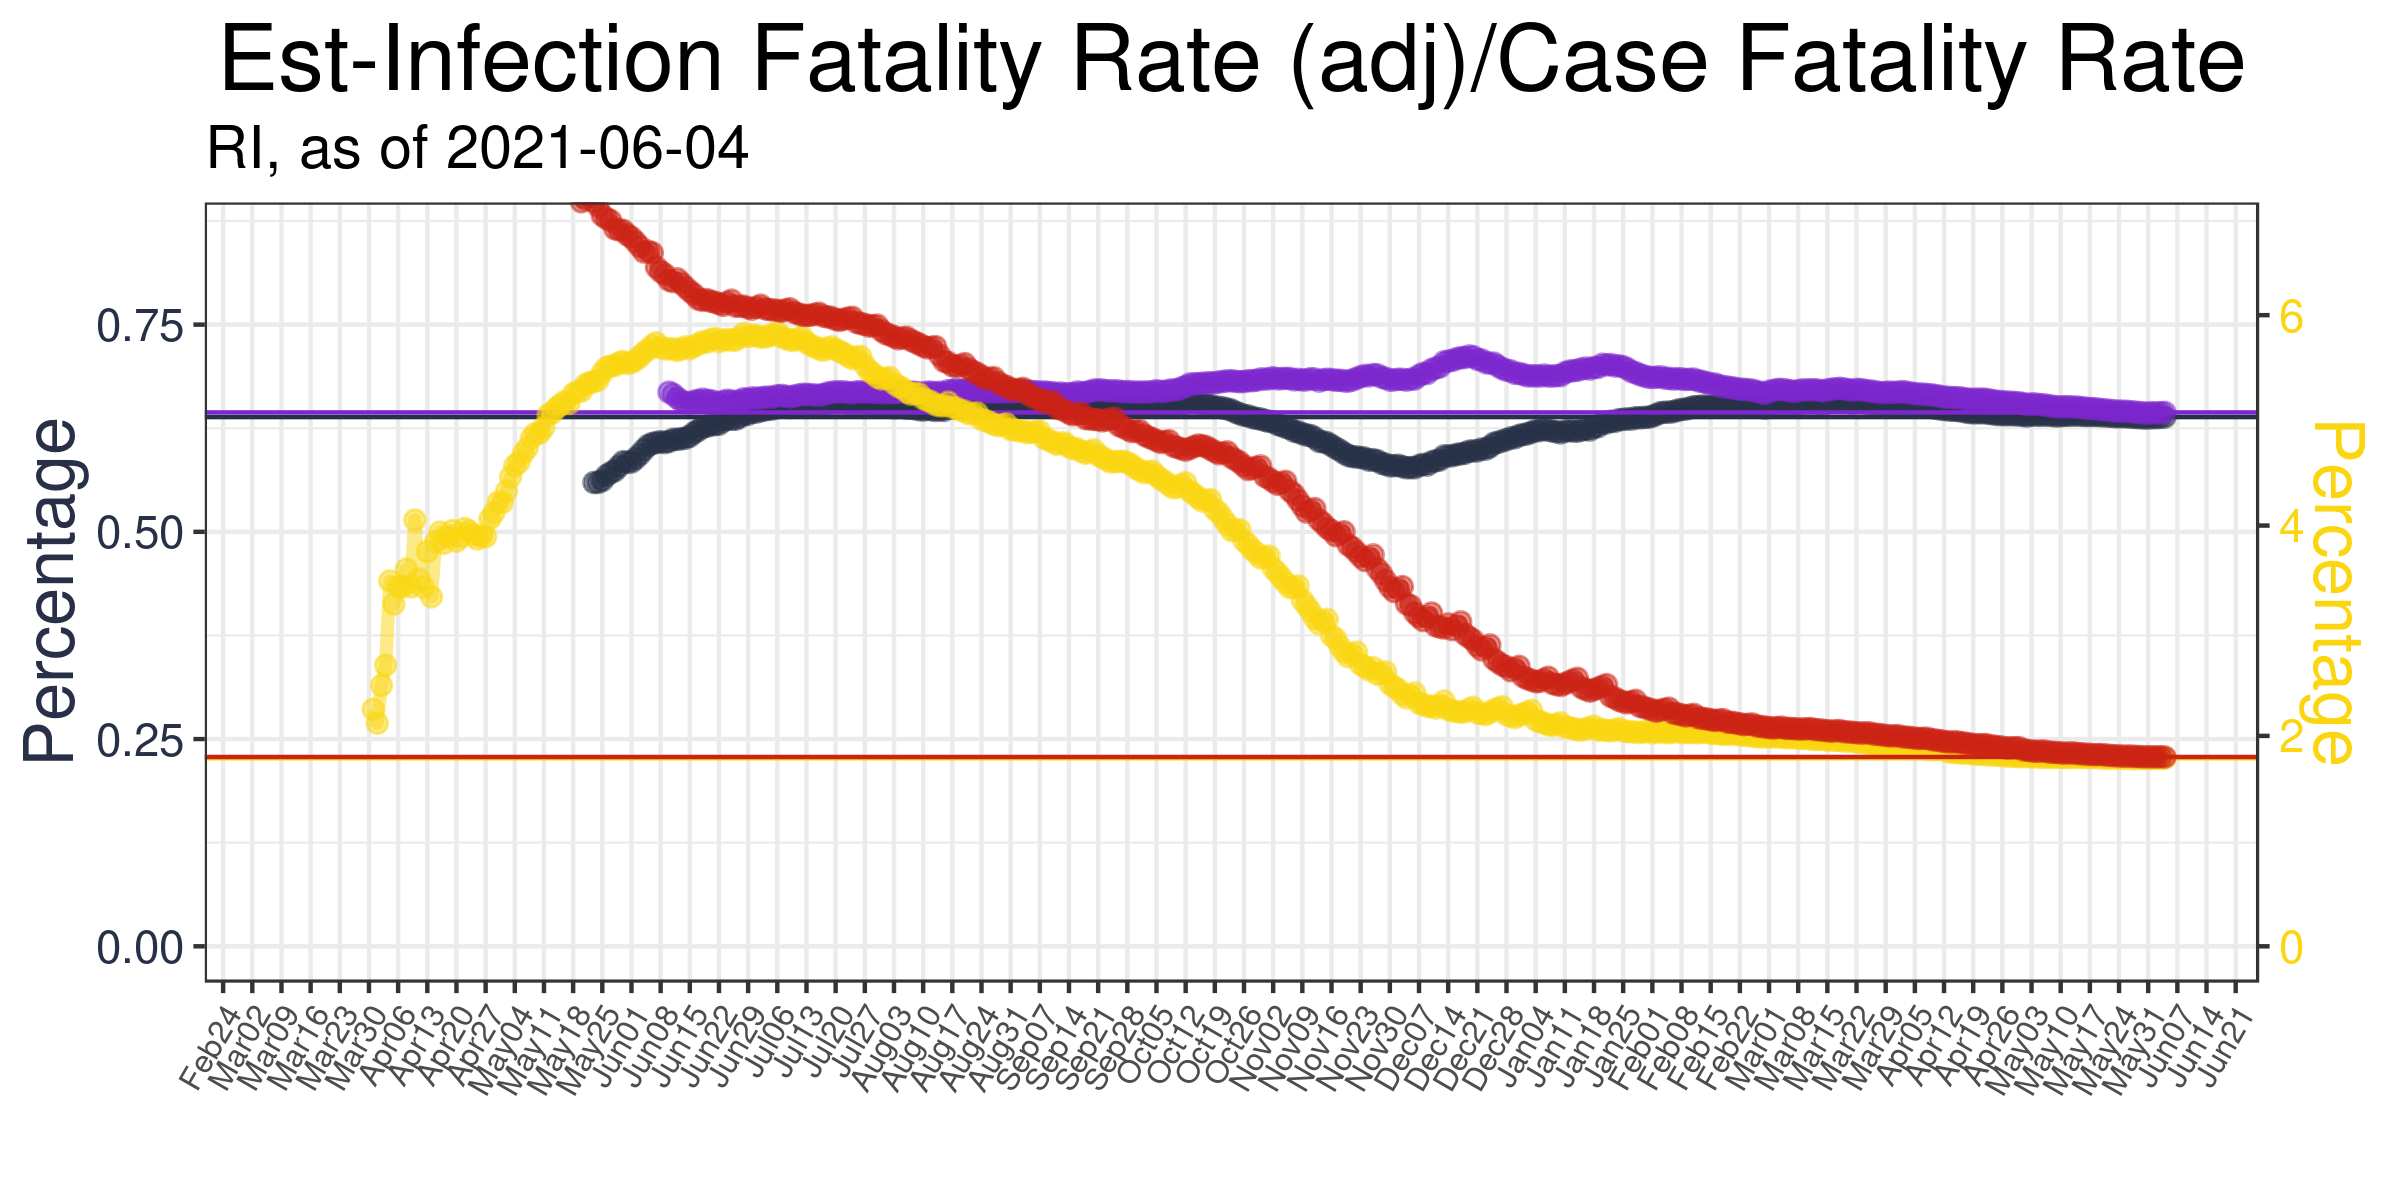 Est-Infection Fatality Rate (adj)/Case Fatality Rate
RI, as of 2021-06-04
Percentage
0.75
0.50
0.25
0.00
6
4
2
0
Percentage
Feb24
Mar02
Mar09
Mar16
Mar23
Mar30
Apr06
Apr13
Apr20
Apr27
May04
May11
May18
May25
Jun01
Jun08
Jun15
Jun22
Jun29
Jul06
Jul13
Jul20
Jul27
Aug03
Aug10
Aug17
Aug24
Aug31
Sep07
Sep14
Sep21
Sep28
Oct05
Oct12
Oct19
Oct26
Nov02
Nov09
Nov16
Nov23
Nov30
Dec07
Dec14
Dec21
Dec28
Jan04
Jan11
Jan18
Jan25
Feb01
Feb08
Feb15
Feb22
Mar01
Mar08
Mar15
Mar22
Mar29
Apr05
Apr12
Apr19
Apr26
May03
May10
May17
May24
May31
Jun07
Jun14
Jun21